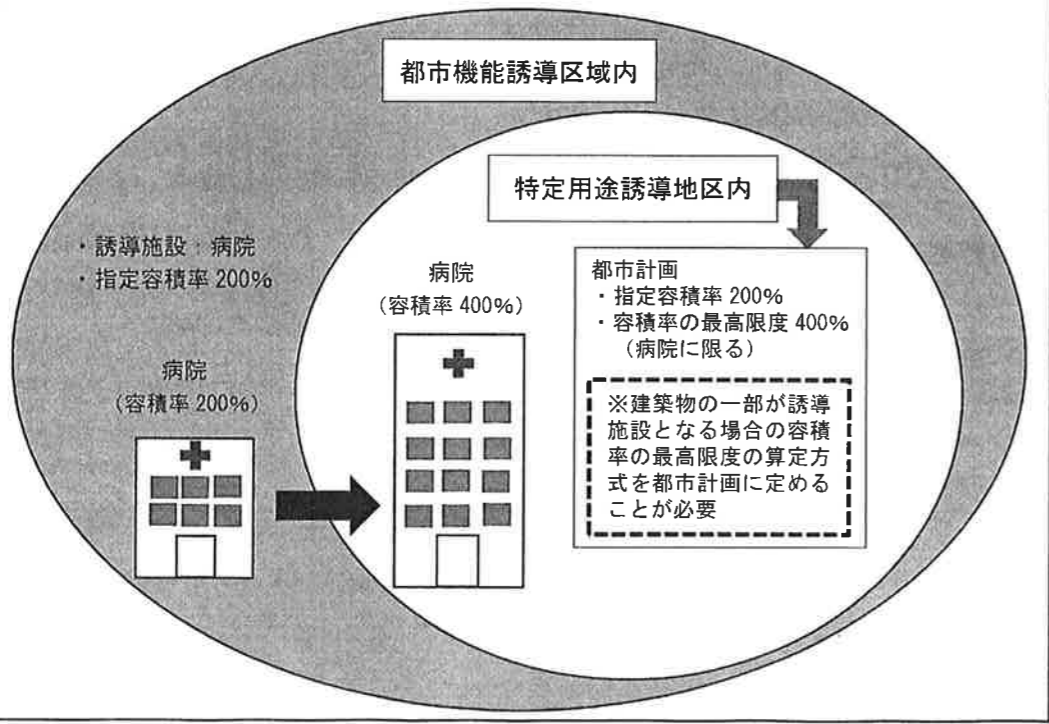 都市機能誘導区域内
特定用途誘導地区内
・誘導施設：病院
・指定容積率 200%
病院
（容積率 200%）
病院
（容積率 400%）
都市計画
・指定容積率 200%
・容積率の最高限度 400%
（病院に限る）
※建築物の一部が誘導
施設となる場合の容積
率の最高限度の算定方
式を都市計画に定める
ことが必要